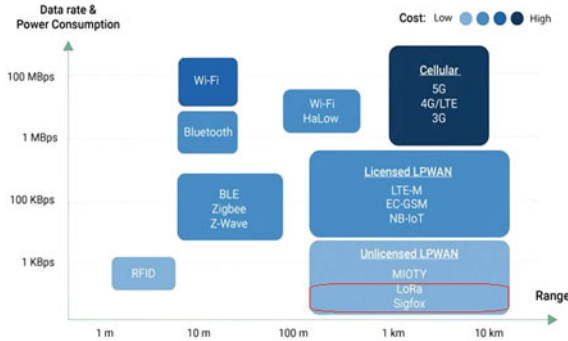 Data rate &
Power Consumption
Cost: Low High
100 MBps
1 MBps
100 KBps
1 KBps
Wi-Fi
Bluetooth
Wi-Fi
HaLow
Cellular
5G
4G/LTE
3G
BLE
Zigbee
Z-Wave
Licensed LPWAN
LTE-M
EC-GSM
NB-IoT
RFID
Unlicensed LPWAN
MIOTY
LoRa
Sigfox
Range
1 m
10 m
100 m
1 km
10 km